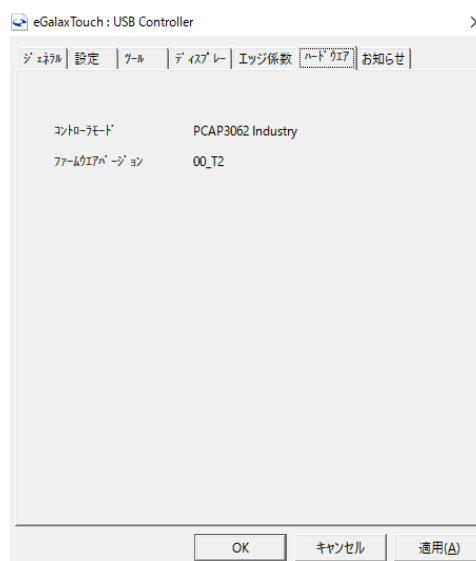 eGalaxTouch : USB Controller
ｼﾞｪﾈﾗﾙ 設定 ﾂｰﾙ ﾃﾞｨｽﾌﾟﾚｰ エッジ係数 ﾊｰﾄﾞｳｪｱ お知らせ
ｺﾝﾄﾛｰﾗﾓｰﾄﾞ PCAP3062 Industry
ﾌｧｰﾑｳｴｱﾊﾞｰｼﾞｮﾝ 00_T2
OK キャンセル 適用(A)